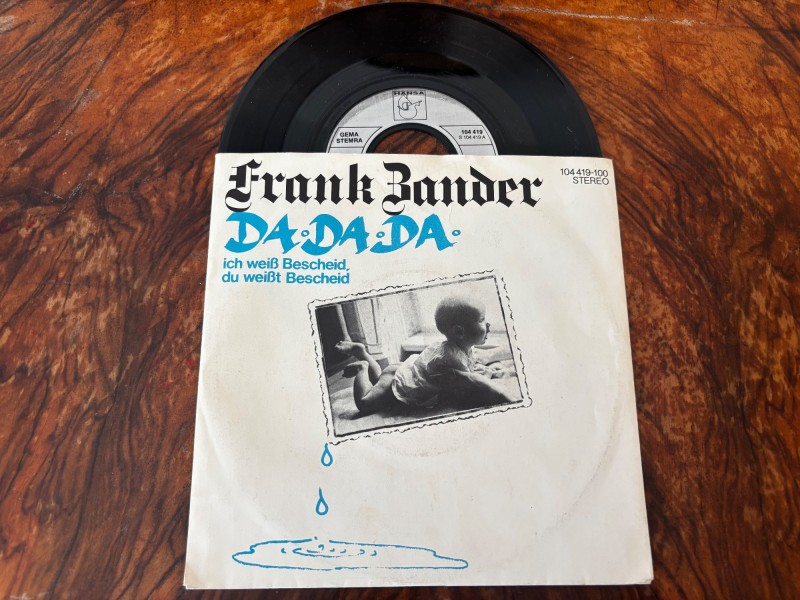 HANSA
GEMA
STEMRA
104 419
S 104 419 A
Frank Zander
104 419-100
STEREO
DA·DA·DA·
ich weiß Bescheid,
du weißt Bescheid